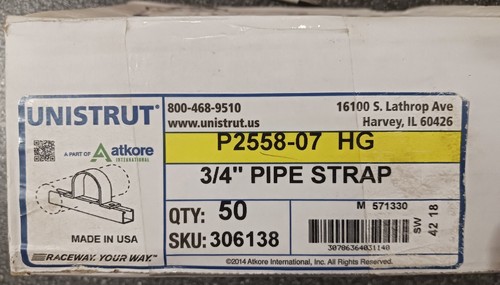 UNISTRUT®
800-468-9510
www.unistrut.us
16100 S. Lathrop Ave
Harvey, IL 60426
A PART OF atkore
INTERNATIONAL
P2558-07 HG
3/4" PIPE STRAP
QTY: 50
SKU: 306138
M 571330
30786364031140
SW
42 18
MADE IN USA
RACEWAY. YOUR WAY.™
©2014 Atkore International, Inc. All Rights Reserved.